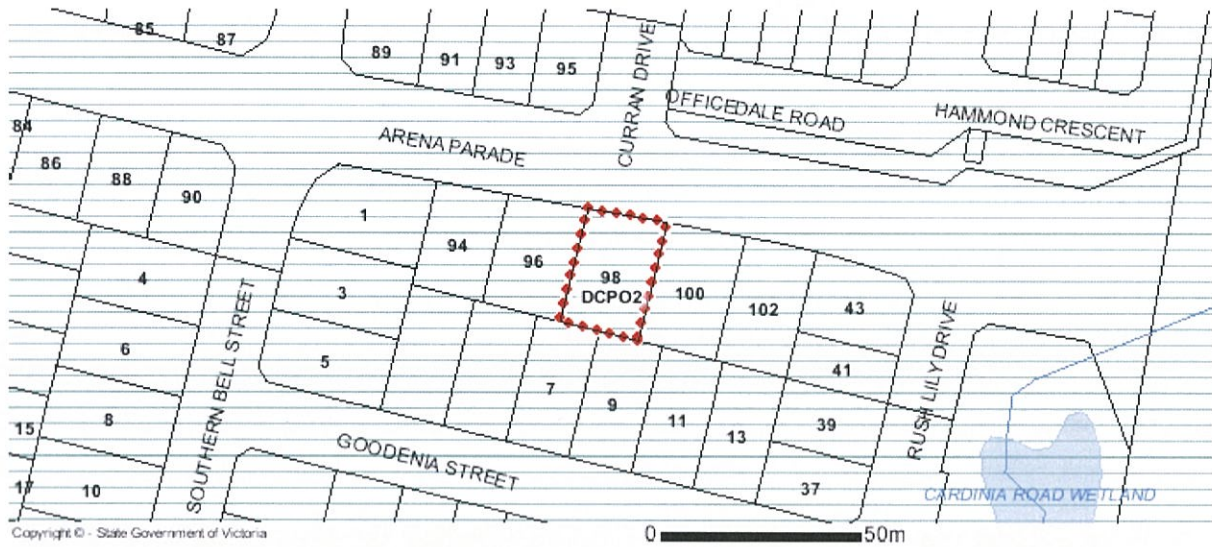 85
87
89
91
93
95
CURRAN DRIVE
OFFICEDALE ROAD
HAMMOND CRESCENT
ARENA PARADE
84
86
88
90
1
94
96
98
DCPO2
100
102
43
4
3
6
5
7
9
11
13
41
39
37
SOUTHERN BELL STREET
RUSH LILY DRIVE
15
8
17
10
GOODENIA STREET
CARDINIA ROAD WETLAND
Copyright © - State Government of Victoria
0 50m